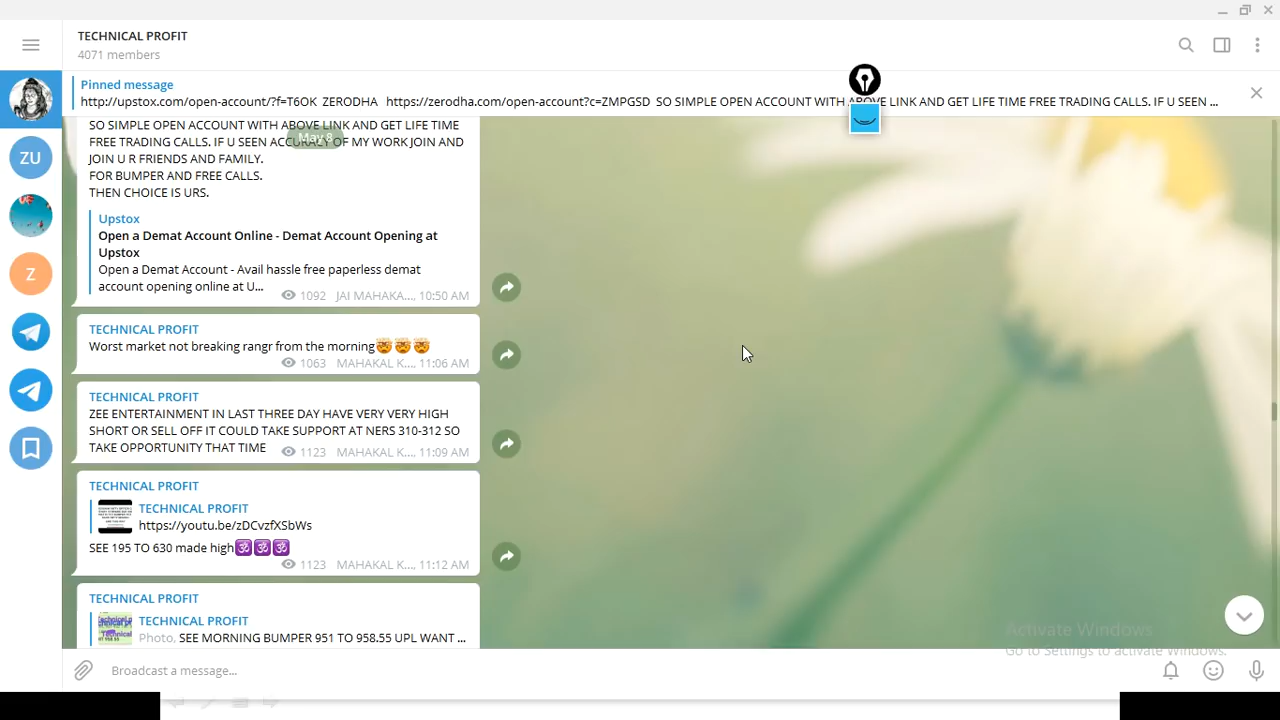 TECHNICAL PROFIT
4071 members
Pinned message
http://upstox.com/open-account/?f=T6OK ZERODHA https://zerodha.com/open-account?c=ZMPGSD SO SIMPLE OPEN ACCOUNT WITH ABOVE LINK AND GET LIFE TIME FREE TRADING CALLS. IF U SEEN ...
SO SIMPLE OPEN ACCOUNT WITH ABOVE LINK AND GET LIFE TIME
May 8
FREE TRADING CALLS. IF U SEEN ACCURALY OF MY WORK JOIN AND
JOIN U R FRIENDS AND FAMILY.
FOR BUMPER AND FREE CALLS.
THEN CHOICE IS URS.
Upstox
Open a Demat Account Online - Demat Account Opening at
Upstox
Open a Demat Account - Avail hassle free paperless demat
account opening online at U...
1092 JAI MAHAKA..., 10:50 AM
TECHNICAL PROFIT
Worst market not breaking rangr from the morning🤯🤯🤯
1063 MAHAKAL K..., 11:06 AM
TECHNICAL PROFIT
ZEE ENTERTAINMENT IN LAST THREE DAY HAVE VERY VERY HIGH
SHORT OR SELL OFF IT COULD TAKE SUPPORT AT NERS 310-312 SO
TAKE OPPORTUNITY THAT TIME
1123 MAHAKAL K..., 11:09 AM
TECHNICAL PROFIT
TECHNICAL PROFIT
https://youtu.be/zDCvzfXSbWs
SEE 195 TO 630 made high🕉🕉🕉
1123 MAHAKAL K..., 11:12 AM
TECHNICAL PROFIT
TECHNICAL PROFIT
Photo, SEE MORNING BUMPER 951 TO 958.55 UPL WANT ...
ZU
Z
Activate Windows
Go to Settings to activate Windows.
Broadcast a message...